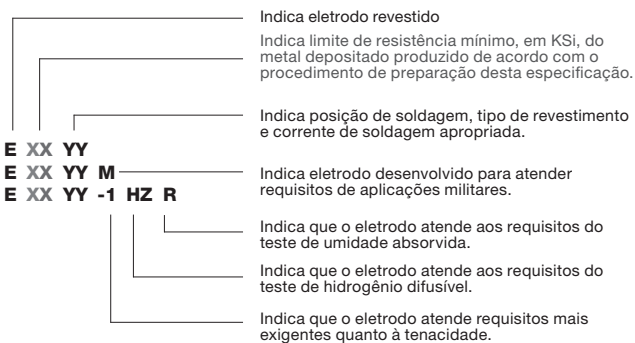 Indica eletrodo revestido
Indica limite de resistência mínimo, em KSi, do
metal depositado produzido de acordo com o
procedimento de preparação desta especificação.
Indica posição de soldagem, tipo de revestimento
e corrente de soldagem apropriada.
E XX YY
E XX YY M
E XX YY -1 HZ R
Indica eletrodo desenvolvido para atender
requisitos de aplicações militares.
Indica que o eletrodo atende aos requisitos do
teste de umidade absorvida.
Indica que o eletrodo atende aos requisitos do
teste de hidrogênio difusível.
Indica que o eletrodo atende requisitos mais
exigentes quanto à tenacidade.